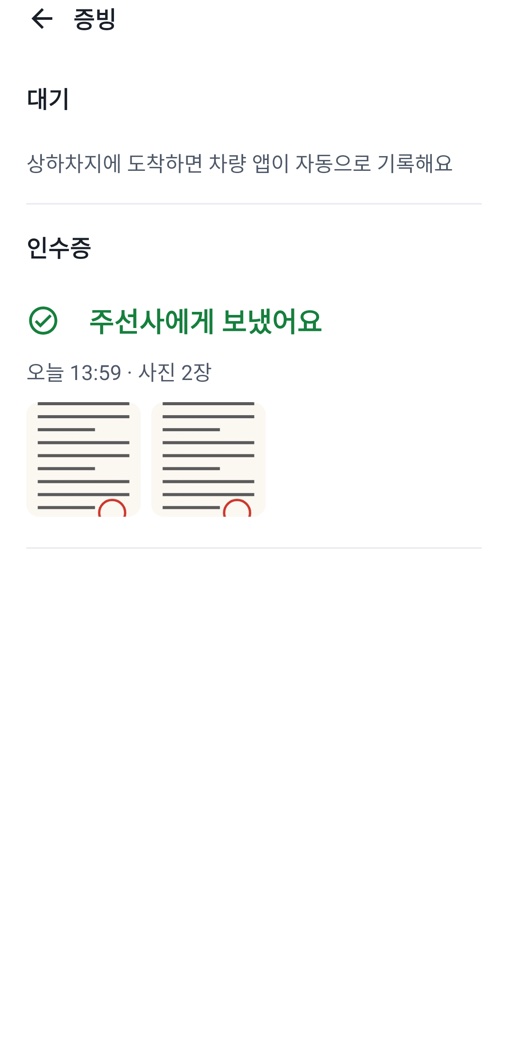 증빙
대기
상하차지에 도착하면 차량 앱이 자동으로 기록해요
인수증
주선사에게 보냈어요
오늘 13:59 · 사진 2장